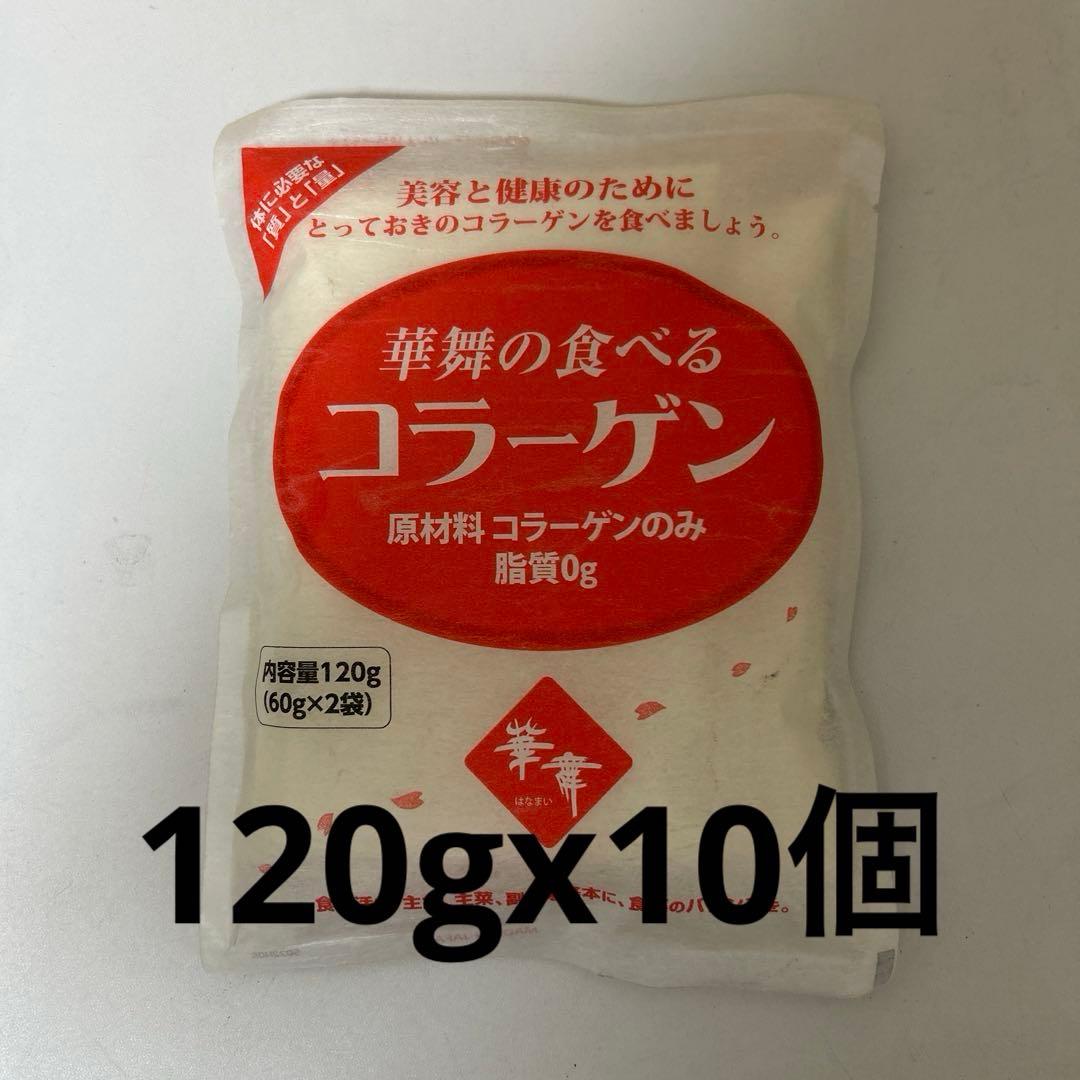 体に必要な
「質」と「量」
美容と健康のために
とっておきのコラーゲンを食べましょう。
華舞の食べる
コラーゲン
原材料 コラーゲンのみ
脂質0g
内容量120g
(60g×2袋)
華舞
はなまい
120gx10個